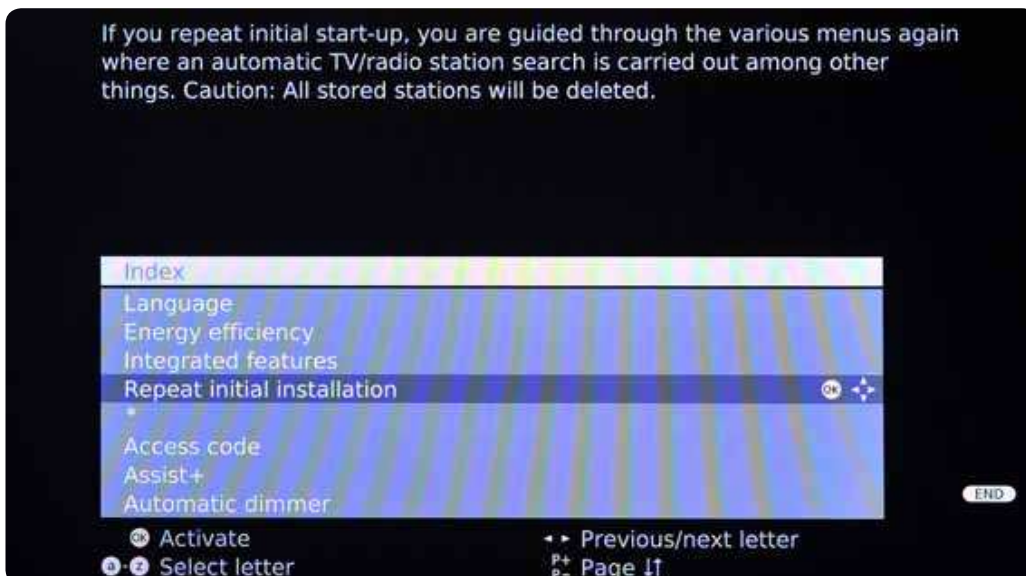 If you repeat initial start-up, you are guided through the various menus again
where an automatic TV/radio station search is carried out among other
things. Caution: All stored stations will be deleted.
Index
Language
Energy efficiency
Integrated features
Repeat initial installation OK
*
Access code
Assist+
Automatic dimmer
END
OK Activate
Previous/next letter
a-z Select letter
P+ P- Page ↓↑